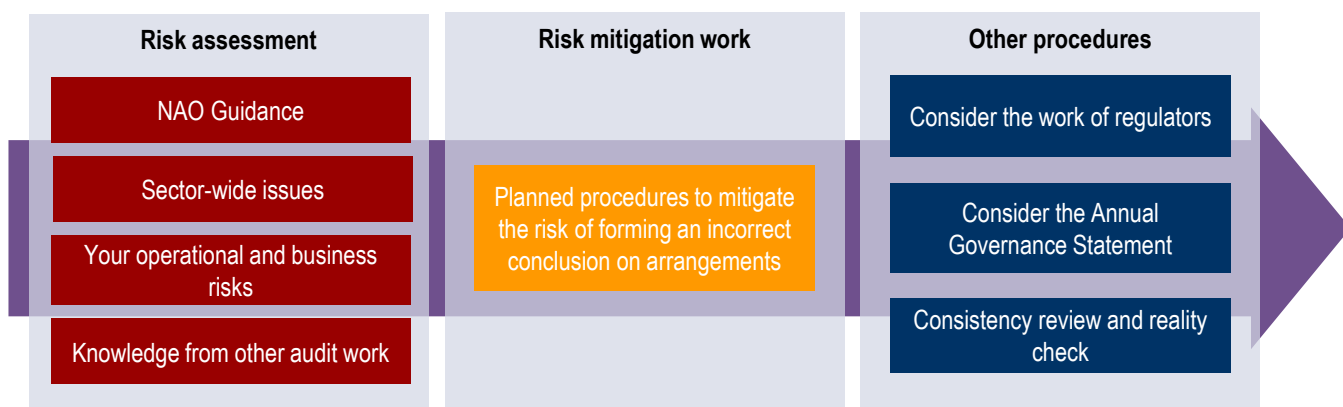 Risk assessment
NAO Guidance
Sector-wide issues
Your operational and business
risks
Knowledge from other audit work
Risk mitigation work
Planned procedures to mitigate
the risk of forming an incorrect
conclusion on arrangements
Other procedures
Consider the work of regulators
Consider the Annual
Governance Statement
Consistency review and reality
check